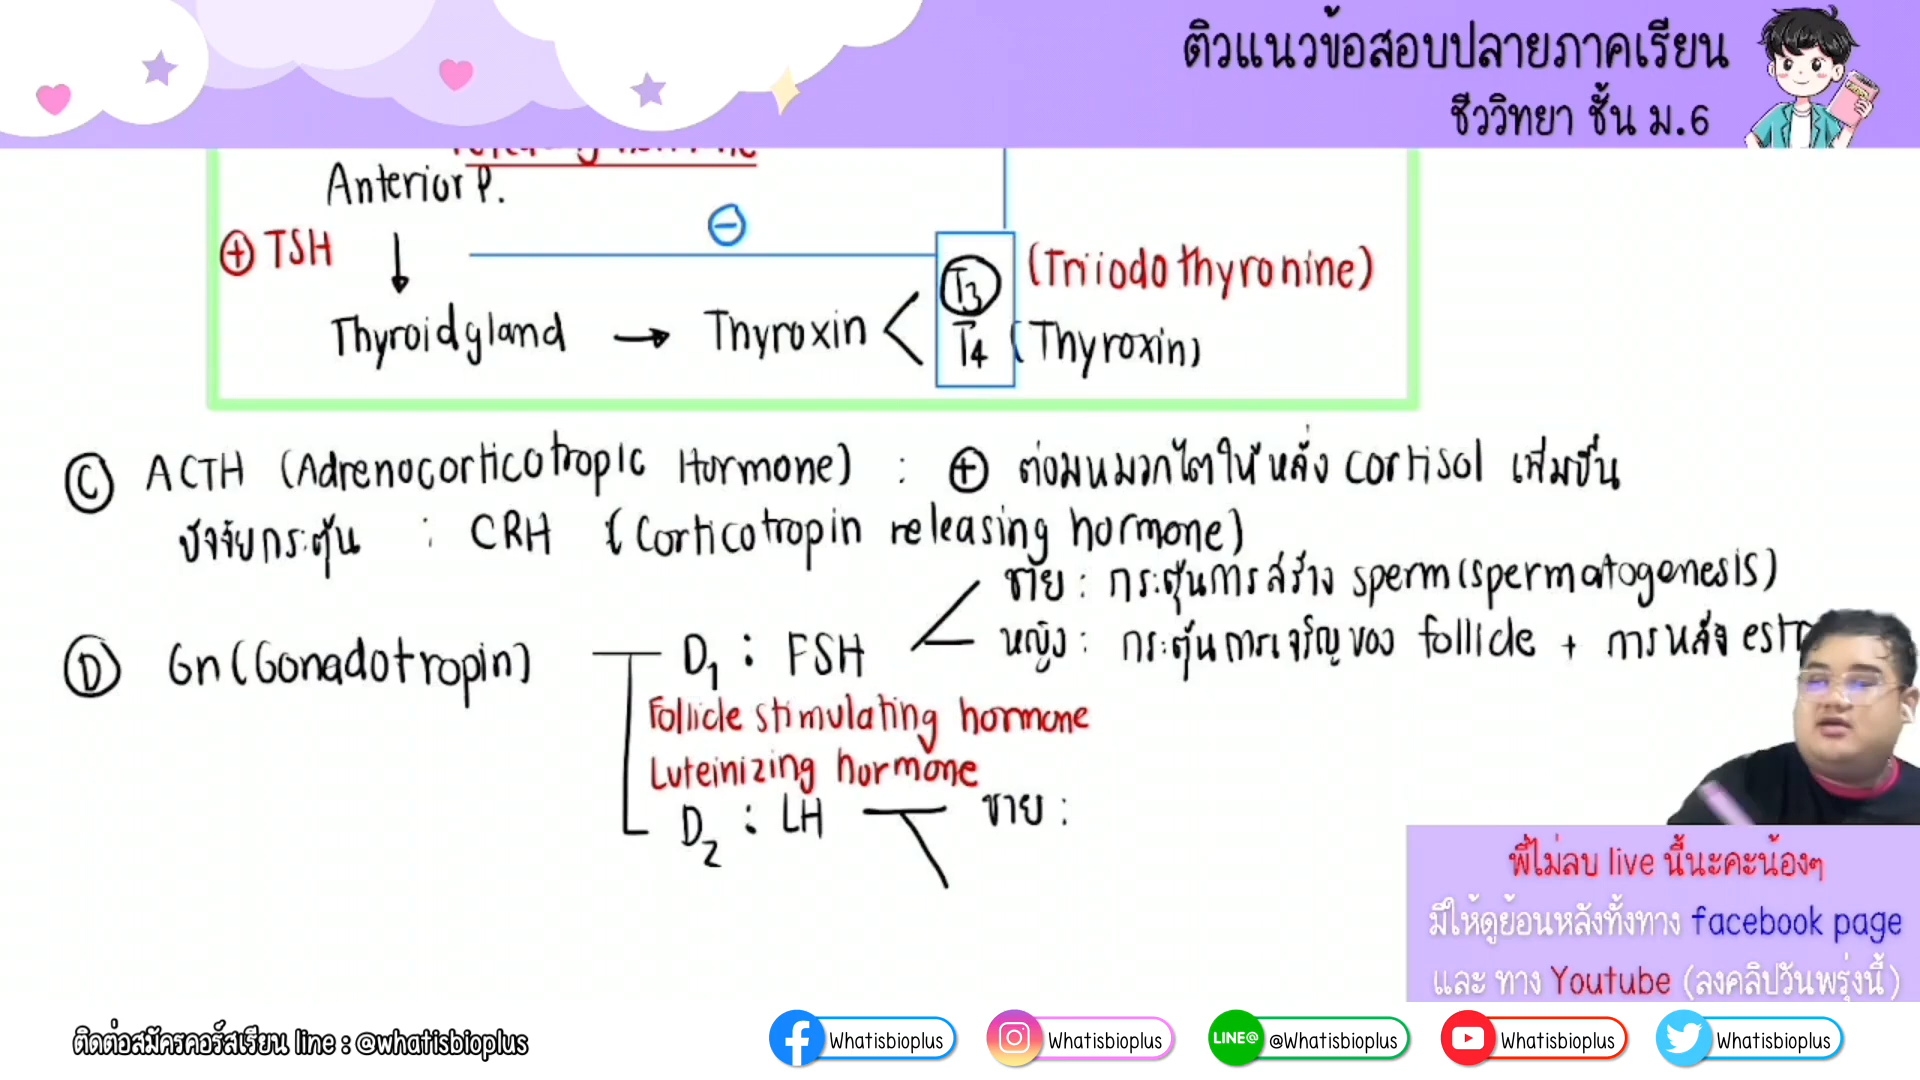 ติวแนวข้อสอบปลายภาคเรียน
ชีววิทยา ชั้น ม.6
Anterior P.
⊖
⊕ TSH
T3 (Triiodothyronine)
Thyroid gland → Thyroxin < T4 (Thyroxin)
Ⓒ ACTH (Adrenocorticotropic Hormone) : ⊕ ต่อมหมวกไตให้หลั่ง cortisol เพิ่มขึ้น
ปัจจัยกระตุ้น : CRH (Corticotropin releasing hormone)
ชาย : กระตุ้นการสร้าง sperm (spermatogenesis)
Ⓓ Gn (Gonadotropin) D1 : FSH
หญิง : กระตุ้นการเจริญของ follicle + การหลั่ง
Follicle stimulating hormone
Luteinizing hormone
D2 : LH ชาย :
พี่ไม่ลบ live นี้นะคะน้องๆ
มีให้ดูย้อนหลังทั้งทาง facebook page
และ ทาง Youtube (ลงคลิปวันพรุ่งนี้)
ติดต่อสมัครคอร์สเรียน line : @whatisbioplus
Whatisbioplus
Whatisbioplus
LINE@ @Whatisbioplus
Whatisbioplus
Whatisbioplus